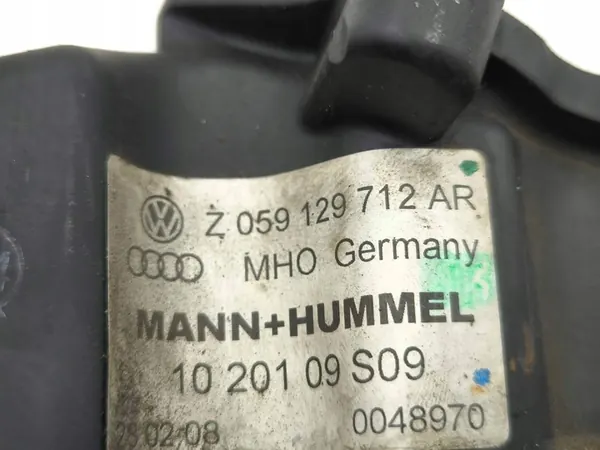 Z 059 129 712 AR
MHO Germany
MANN+HUMMEL
10 201 09 S09
28 02/08 0048970